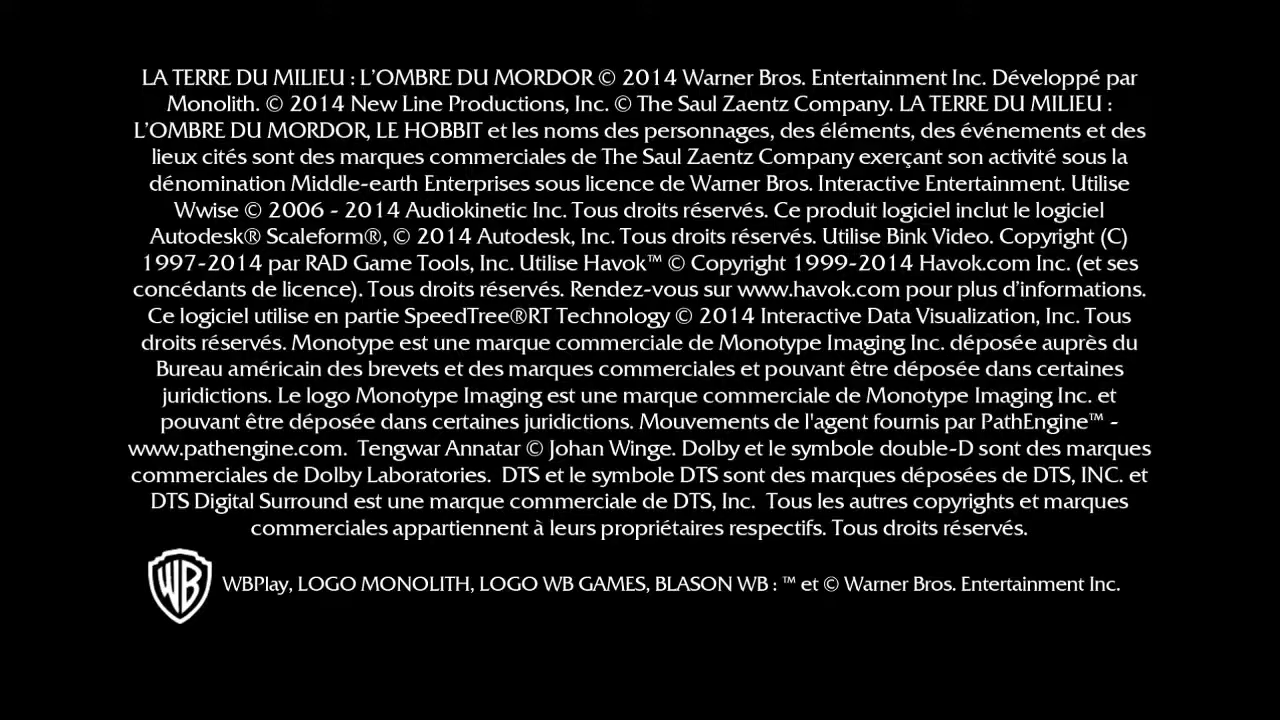 LA TERRE DU MILIEU : L’OMBRE DU MORDOR © 2014 Warner Bros. Entertainment Inc. Développé par
Monolith. © 2014 New Line Productions, Inc. © The Saul Zaentz Company. LA TERRE DU MILIEU :
L’OMBRE DU MORDOR, LE HOBBIT et les noms des personnages, des éléments, des événements et des
lieux cités sont des marques commerciales de The Saul Zaentz Company exerçant son activité sous la
dénomination Middle-earth Enterprises sous licence de Warner Bros. Interactive Entertainment. Utilise
Wwise © 2006 - 2014 Audiokinetic Inc. Tous droits réservés. Ce produit logiciel inclut le logiciel
Autodesk® Scaleform®, © 2014 Autodesk, Inc. Tous droits réservés. Utilise Bink Video. Copyright (C)
1997-2014 par RAD Game Tools, Inc. Utilise Havok™ © Copyright 1999-2014 Havok.com Inc. (et ses
concédants de licence). Tous droits réservés. Rendez-vous sur www.havok.com pour plus d’informations.
Ce logiciel utilise en partie SpeedTree®RT Technology © 2014 Interactive Data Visualization, Inc. Tous
droits réservés. Monotype est une marque commerciale de Monotype Imaging Inc. déposée auprès du
Bureau américain des brevets et des marques commerciales et pouvant être déposée dans certaines
juridictions. Le logo Monotype Imaging est une marque commerciale de Monotype Imaging Inc. et
pouvant être déposée dans certaines juridictions. Mouvements de l'agent fournis par PathEngine™ -
www.pathengine.com.  Tengwar Annatar © Johan Winge. Dolby et le symbole double-D sont des marques
commerciales de Dolby Laboratories.  DTS et le symbole DTS sont des marques déposées de DTS, INC. et
DTS Digital Surround est une marque commerciale de DTS, Inc.  Tous les autres copyrights et marques
commerciales appartiennent à leurs propriétaires respectifs. Tous droits réservés.
WB WBPlay, LOGO MONOLITH, LOGO WB GAMES, BLASON WB : ™ et © Warner Bros. Entertainment Inc.